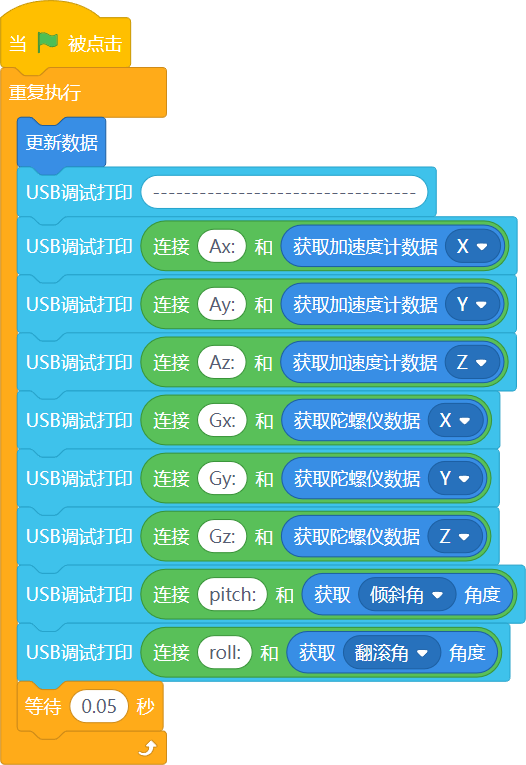 当 被点击
重复执行
更新数据
USB调试打印 ----------------------------------
USB调试打印 连接 Ax: 和 获取加速度计数据 X
USB调试打印 连接 Ay: 和 获取加速度计数据 Y
USB调试打印 连接 Az: 和 获取加速度计数据 Z
USB调试打印 连接 Gx: 和 获取陀螺仪数据 X
USB调试打印 连接 Gy: 和 获取陀螺仪数据 Y
USB调试打印 连接 Gz: 和 获取陀螺仪数据 Z
USB调试打印 连接 pitch: 和 获取 倾斜角 角度
USB调试打印 连接 roll: 和 获取 翻滚角 角度
等待 0.05 秒